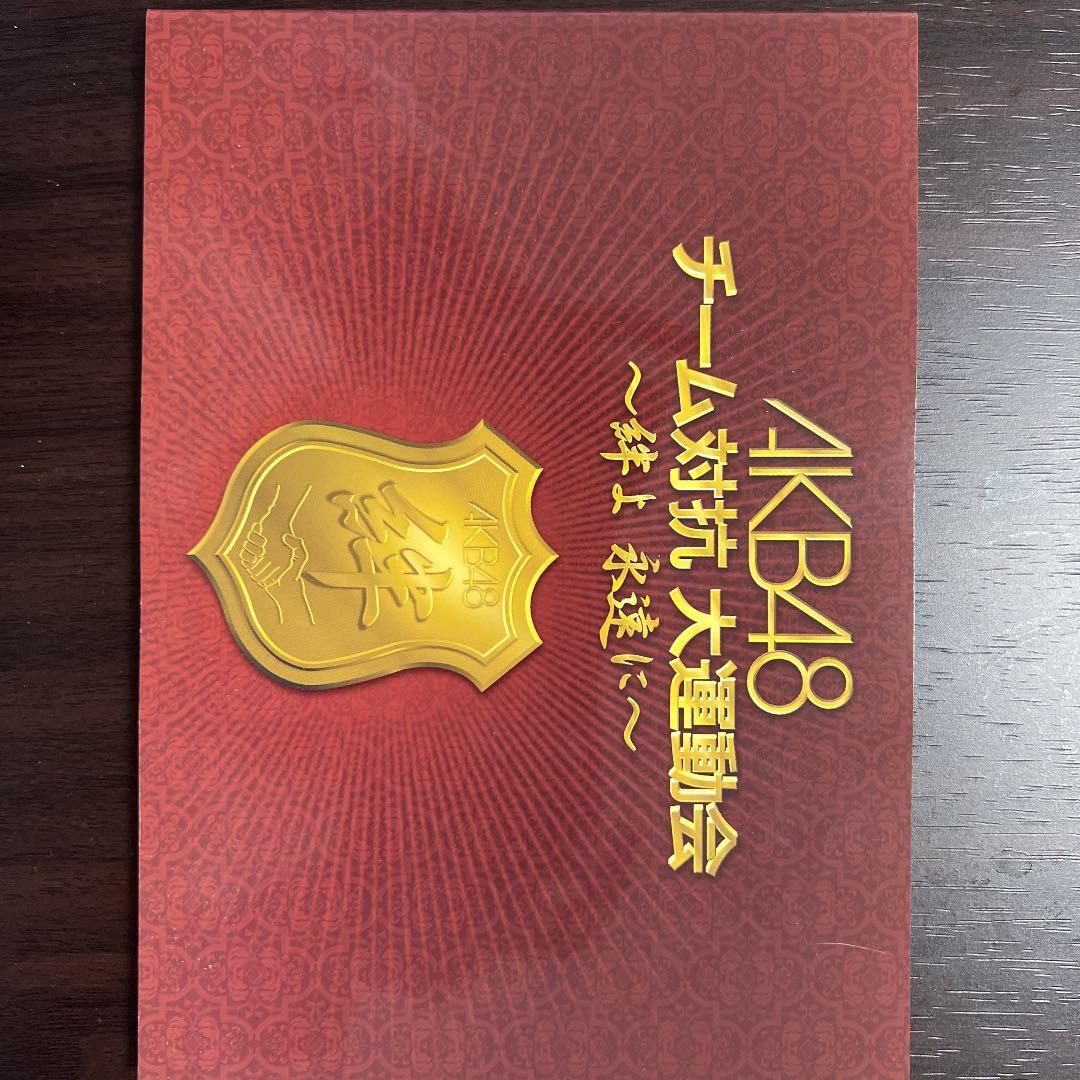 AKB48
チーム対抗 大運動会
～絆よ 永遠に～
AKB48
絆